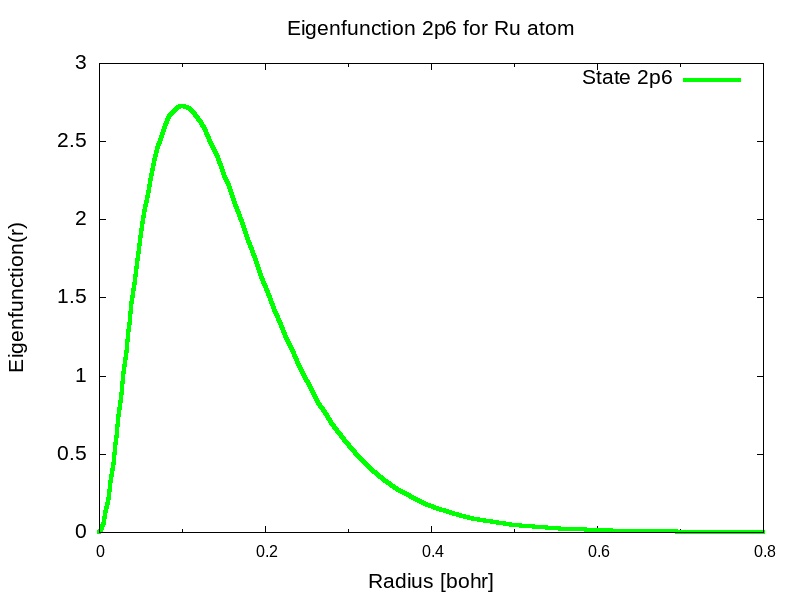 Eigenfunction 2p6 for Ru atom
State 2p6
Eigenfunction(r)
3
2.5
2
1.5
1
0.5
0
0 0.2 0.4 0.6 0.8
Radius [bohr]